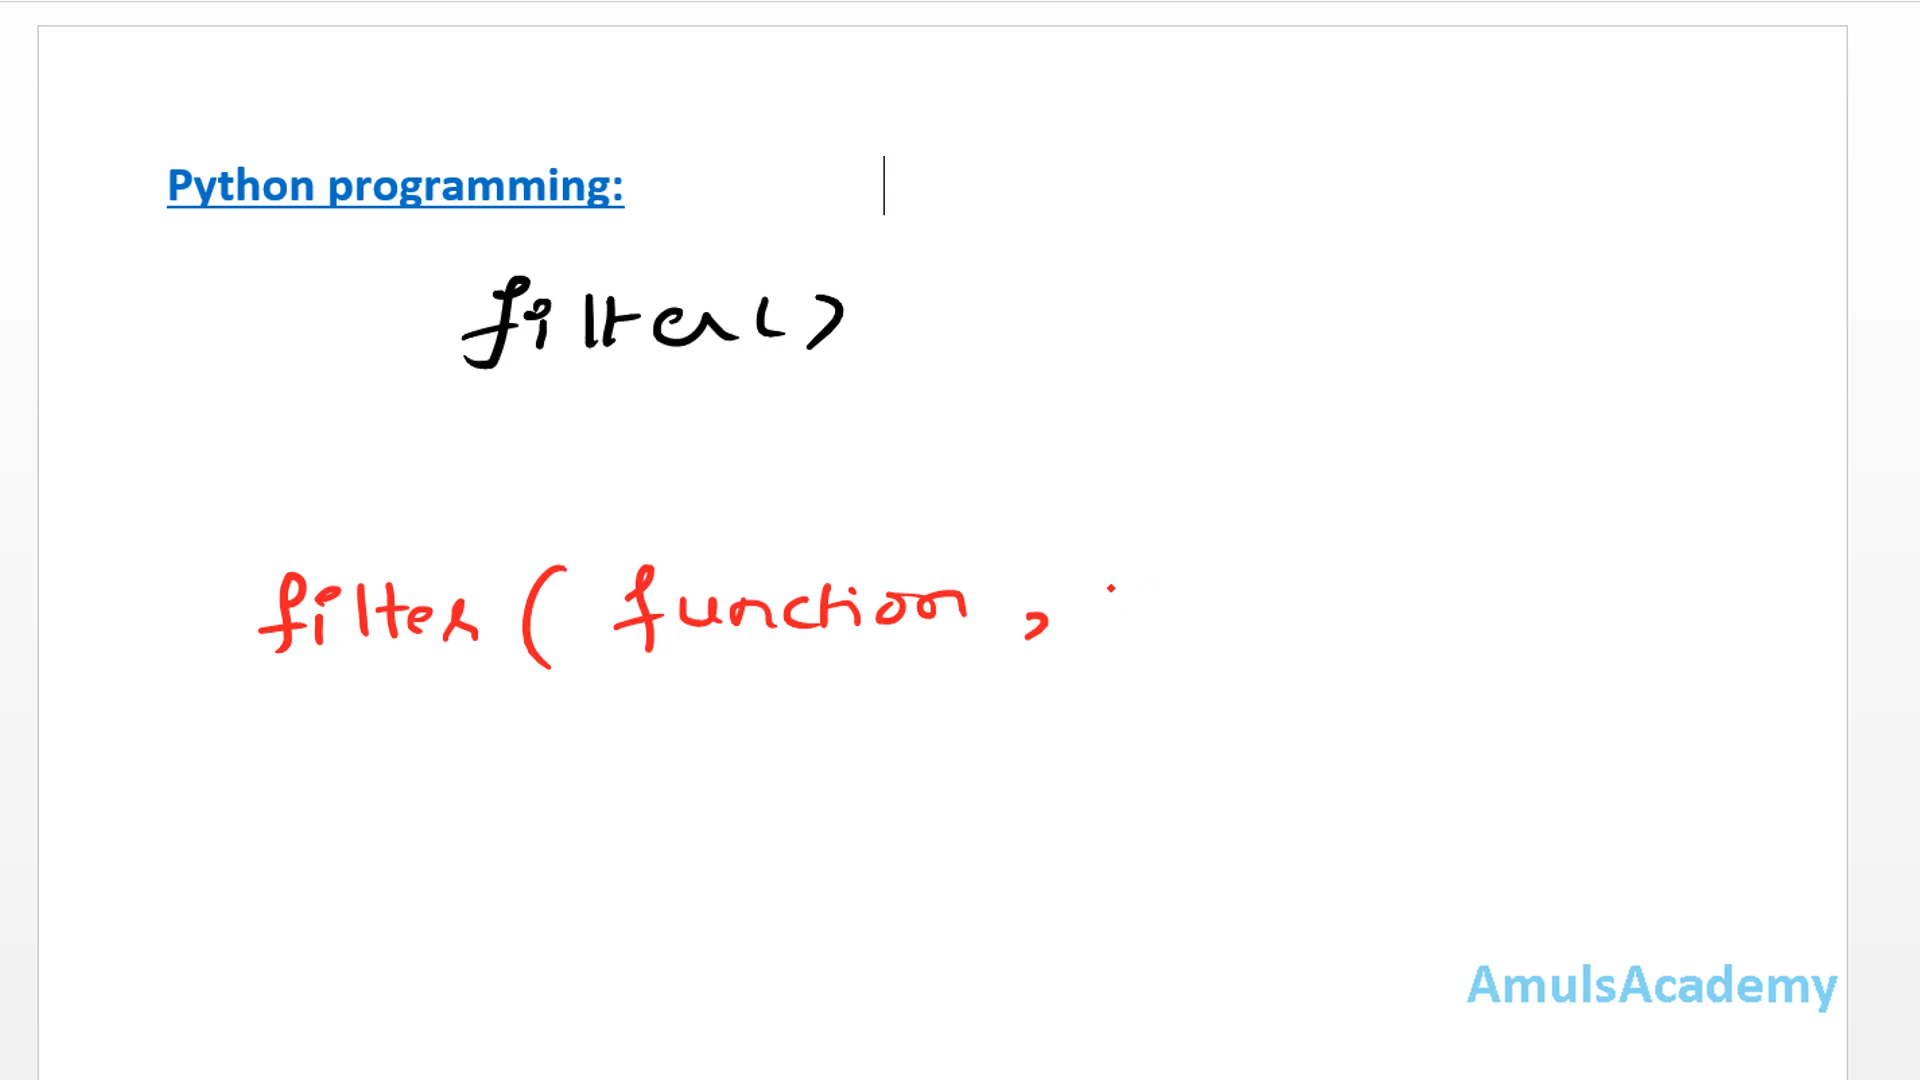 Python programming:
filter()
filter ( function ,
AmulsAcademy